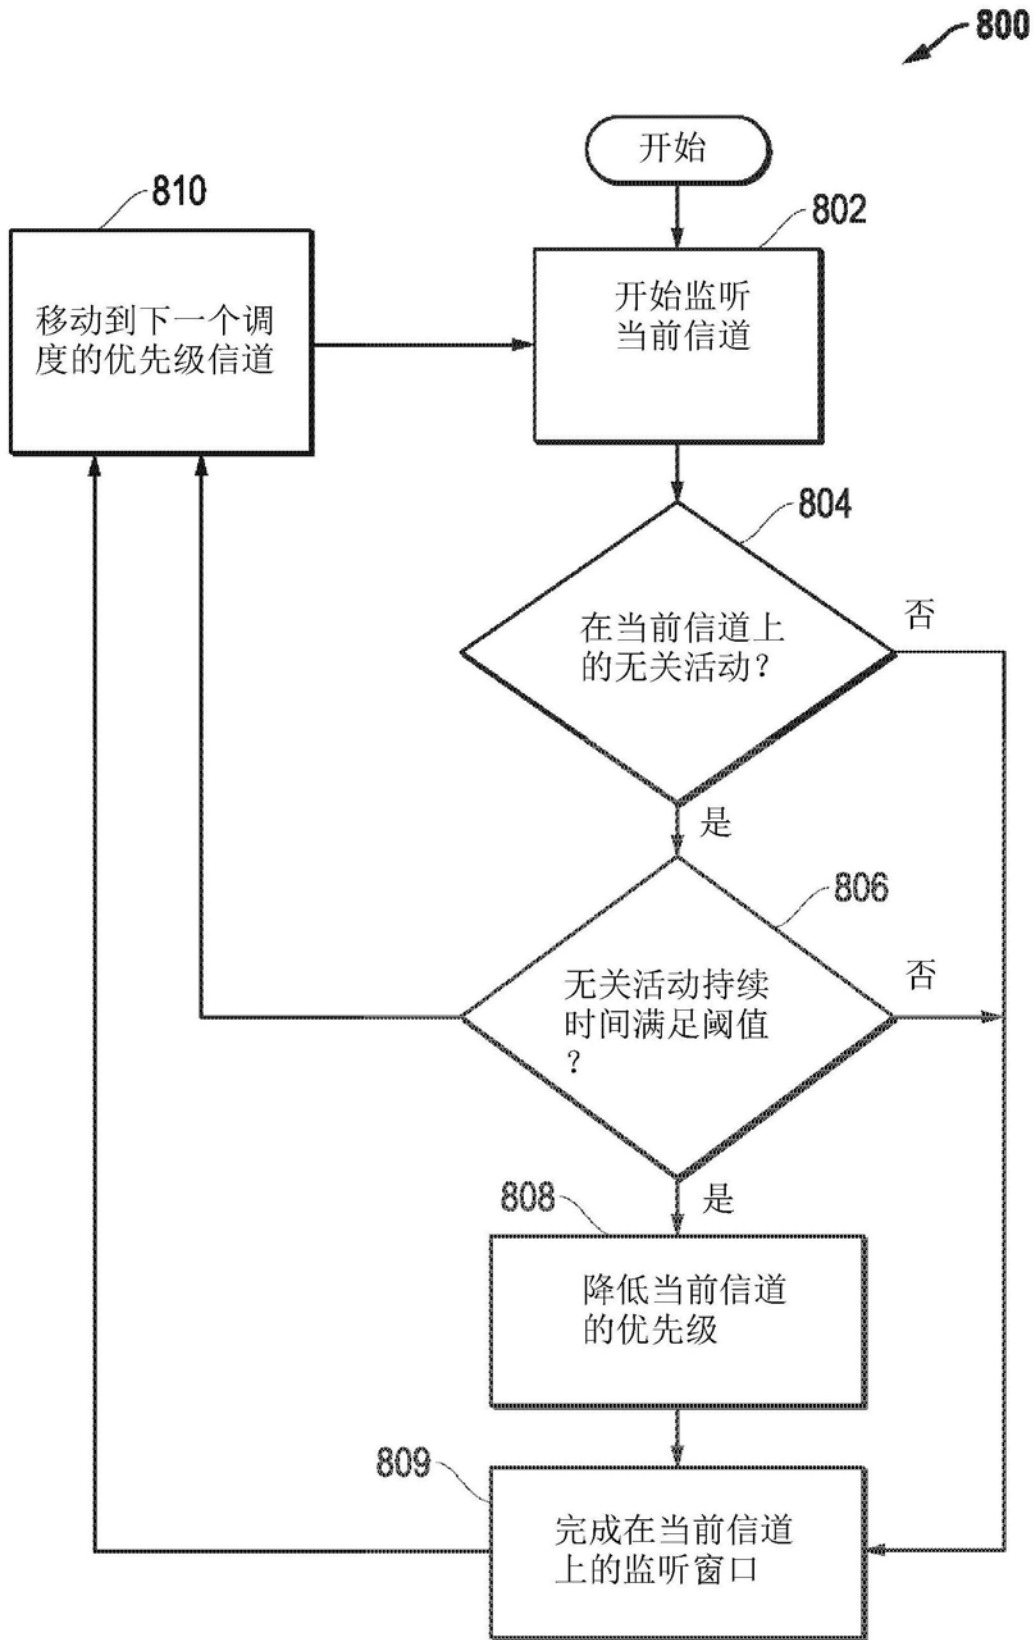 800
开始
810
802
移动到下一个调
度的优先级信道
开始监听
当前信道
804
在当前信道上
的无关活动?
否
是
806
无关活动持续
时间满足阈值
?
否
是
808
降低当前信道
的优先级
809
完成在当前信道
上的监听窗口